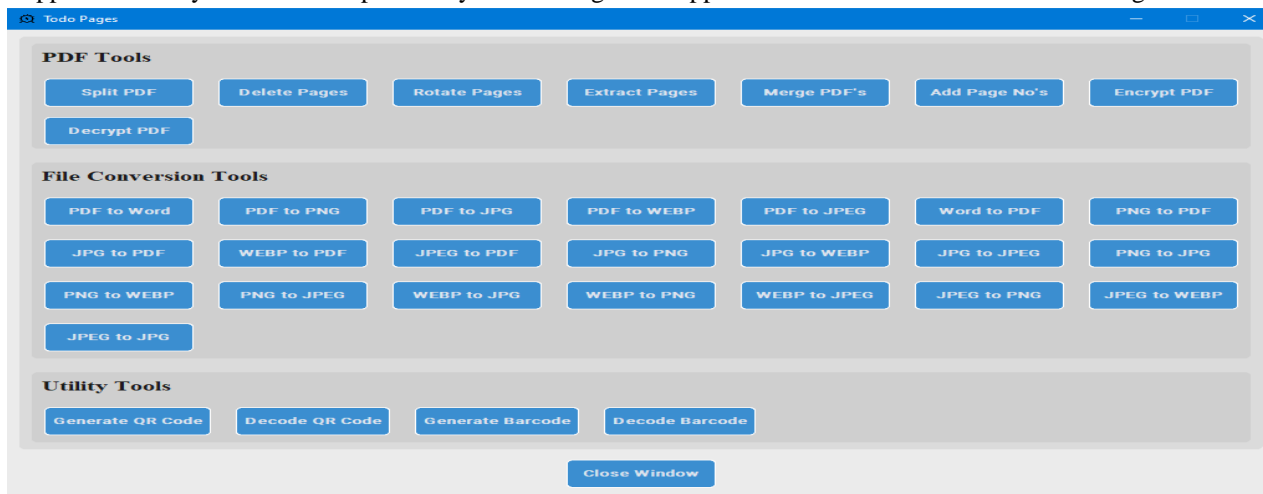 Todo Pages
PDF Tools
Split PDF Delete Pages Rotate Pages Extract Pages Merge PDF's Add Page No's Encrypt PDF
Decrypt PDF
File Conversion Tools
PDF to Word PDF to PNG PDF to JPG PDF to WEBP PDF to JPEG Word to PDF PNG to PDF
JPG to PDF WEBP to PDF JPEG to PDF JPG to PNG JPG to WEBP JPG to JPEG PNG to JPG
PNG to WEBP PNG to JPEG WEBP to JPG WEBP to PNG WEBP to JPEG JPEG to PNG JPEG to WEBP
JPEG to JPG
Utility Tools
Generate QR Code Decode QR Code Generate Barcode Decode Barcode
Close Window